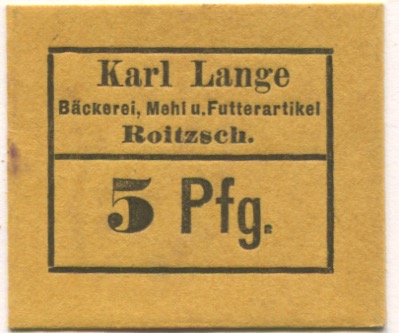 Karl Lange
Bäckerei, Mehl u. Futterartikel
Roitzsch.
5 Pfg.